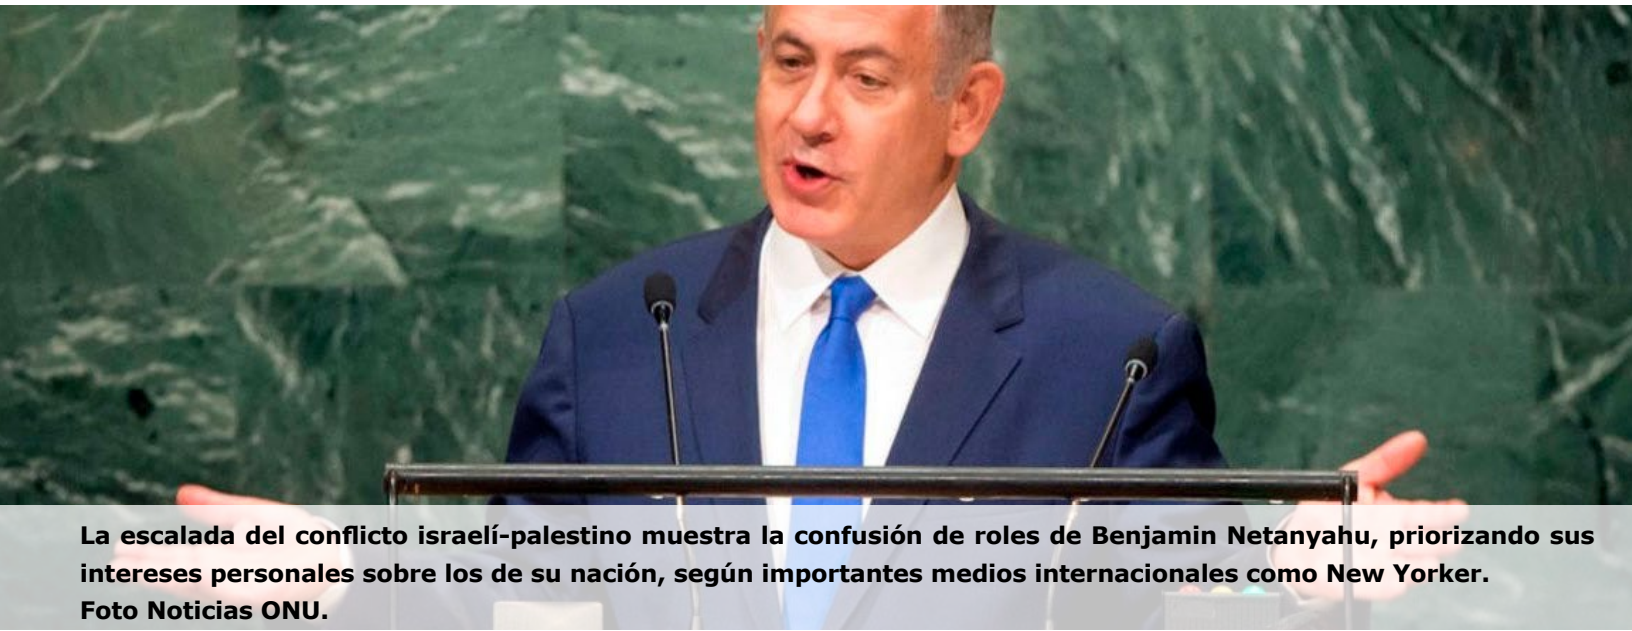 La escalada del conflicto israelí-palestino muestra la confusión de roles de Benjamin Netanyahu, priorizando sus
intereses personales sobre los de su nación, según importantes medios internacionales como New Yorker.
Foto Noticias ONU.